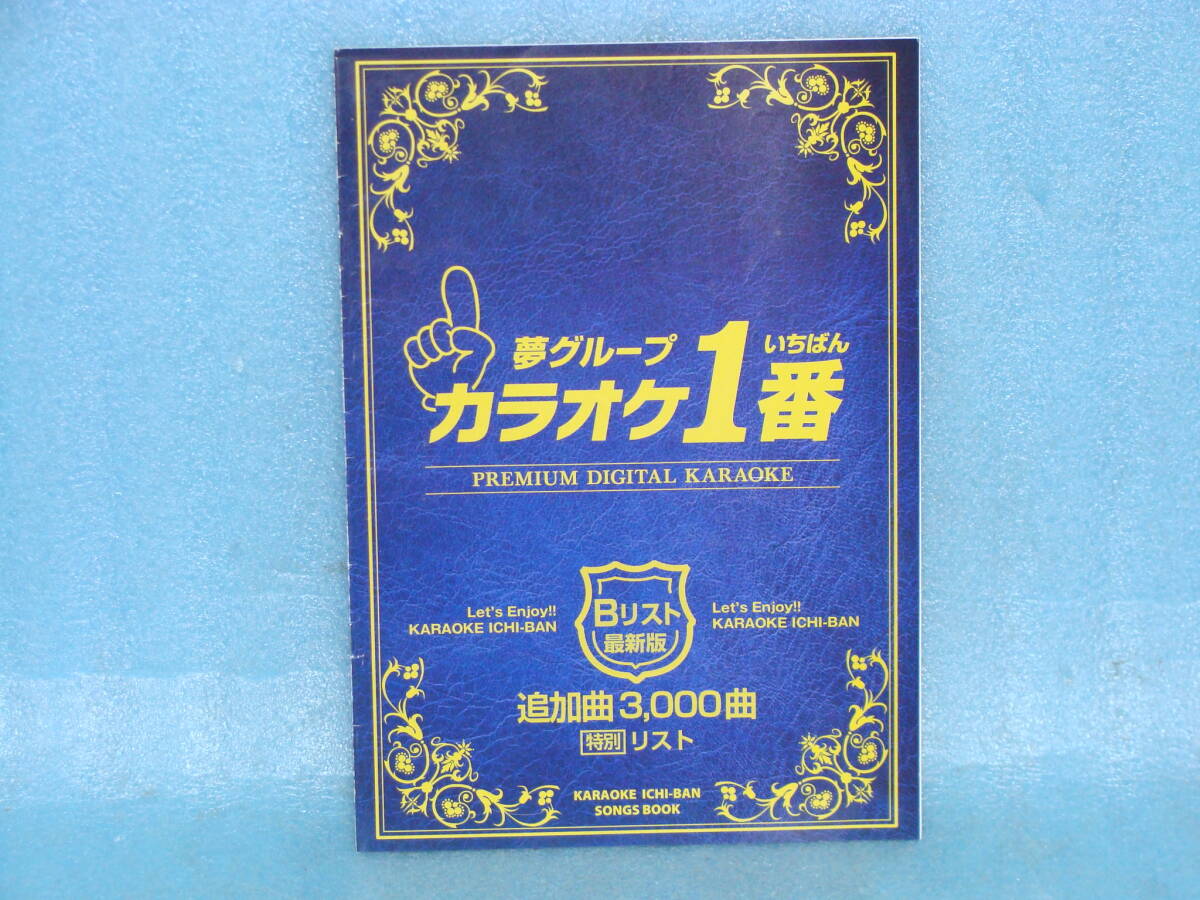 夢グループ
いちばん
カラオケ1番
PREMIUM DIGITAL KARAOKE
Let's Enjoy!!
KARAOKE ICHI-BAN
Bリスト
最新版
Let's Enjoy!!
KARAOKE ICHI-BAN
追加曲 3,000曲
特別 リスト
KARAOKE ICHI-BAN
SONGS BOOK